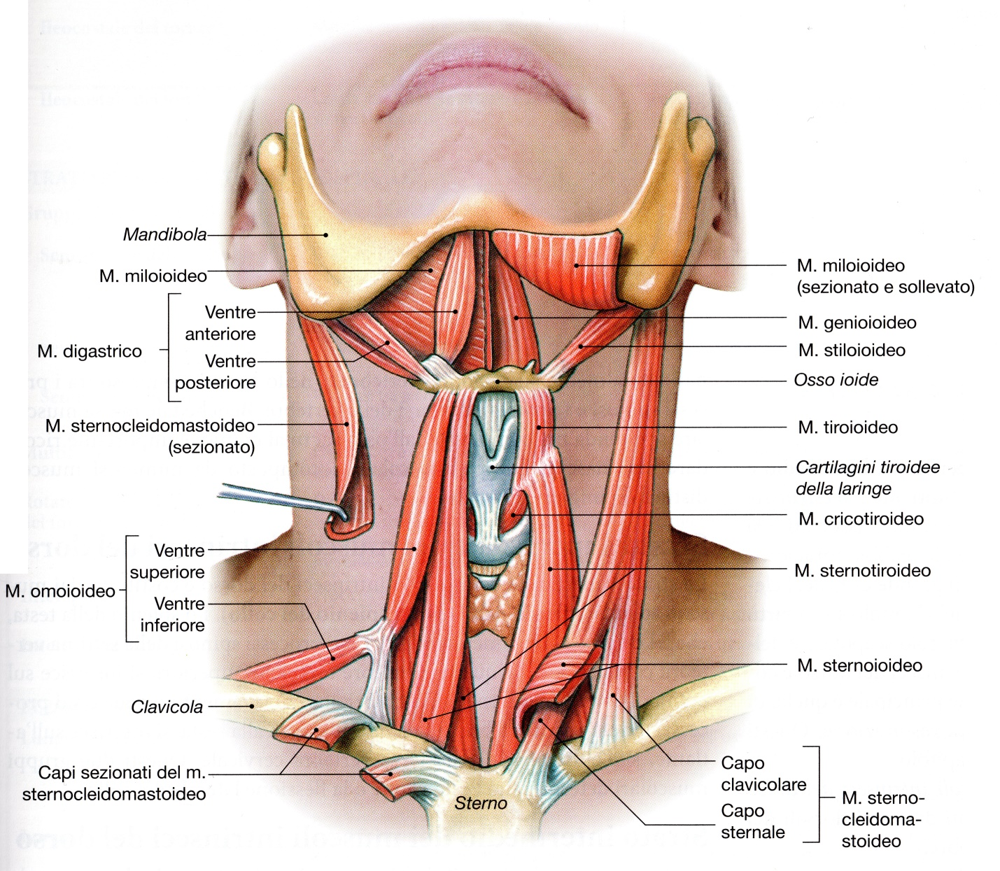 Mandibola
M. miloioideo
Ventre
anteriore
M. digastrico
Ventre
posteriore
M. sternocleidomastoideo
(sezionato)
Ventre
superiore
M. omoioideo
Ventre
inferiore
Clavicola
Capi sezionati del m.
sternocleidomastoideo
Sterno
M. miloioideo
(sezionato e sollevato)
M. genioioideo
M. stiloioideo
Osso ioide
M. tiroioideo
Cartilagini tiroidee
della laringe
M. cricotiroideo
M. sternotiroideo
M. sternoioideo
Capo
clavicolare
Capo
sternale
M. sterno-
cleidoma-
stoideo